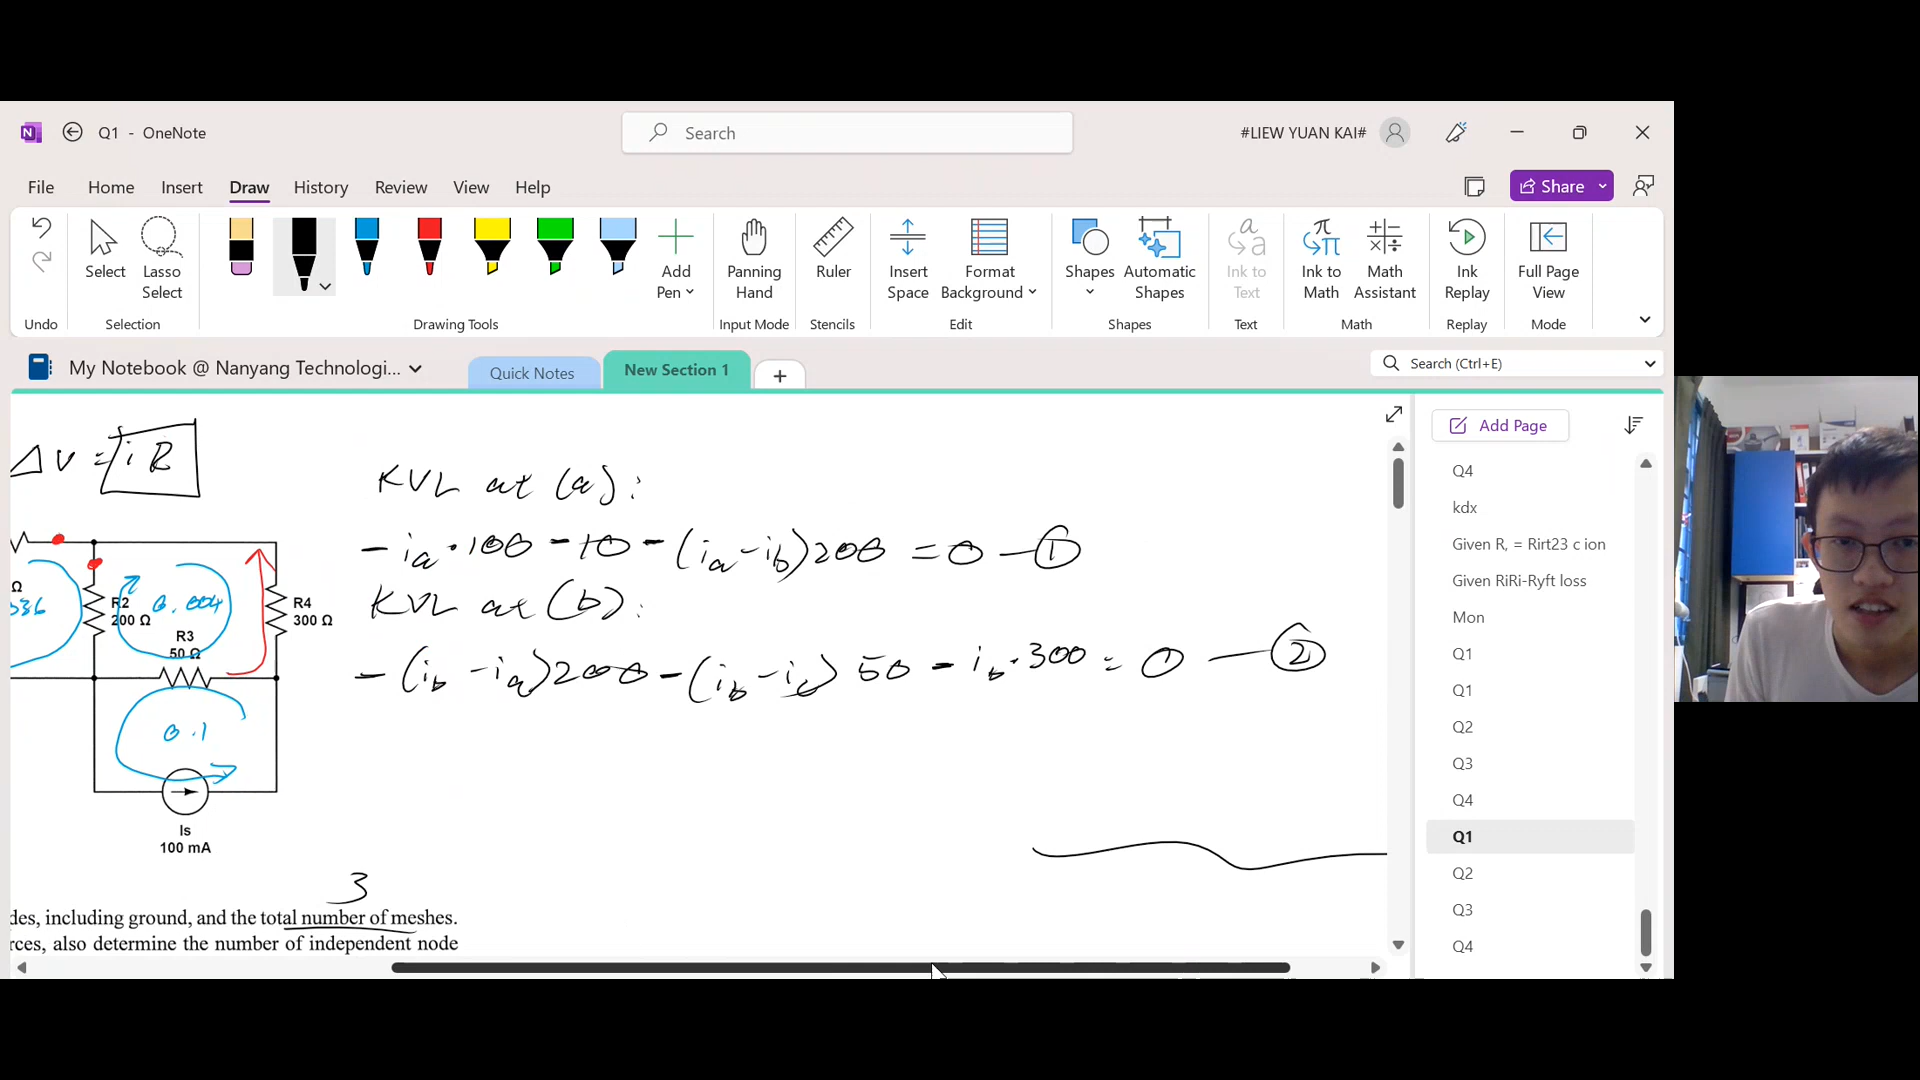 Q1 - OneNote
Search
#LIEW YUAN KAI#
File Home Insert Draw History Review View Help
Share
Select
Lasso Select
Add Pen
Panning Hand
Ruler
Insert Space
Format Background
Shapes
Automatic Shapes
Ink to Text
Ink to Math
Math Assistant
Ink Replay
Full Page View
Undo Selection Drawing Tools Input Mode Stencils Edit Shapes Text Math Replay Mode
My Notebook @ Nanyang Technologi...
Quick Notes
New Section 1
Search (Ctrl+E)
Δv = iR
KVL at (a):
-ia·100 -10 -(ia-ib)200 = 0 — ①
KVL at (b):
-(ib-ia)200 -(ib-ic)50 - ib·300 = 0 — ②
Ω
036
R2
200 Ω
0.004
R3
50 Ω
R4
300 Ω
0.1
Is
100 mA
3
des, including ground, and the total number of meshes.
rces, also determine the number of independent node
Add Page
Q4
kdx
Given R, = Rirt23 c ion
Given RiRi-Ryft loss
Mon
Q1
Q1
Q2
Q3
Q4
Q1
Q2
Q3
Q4